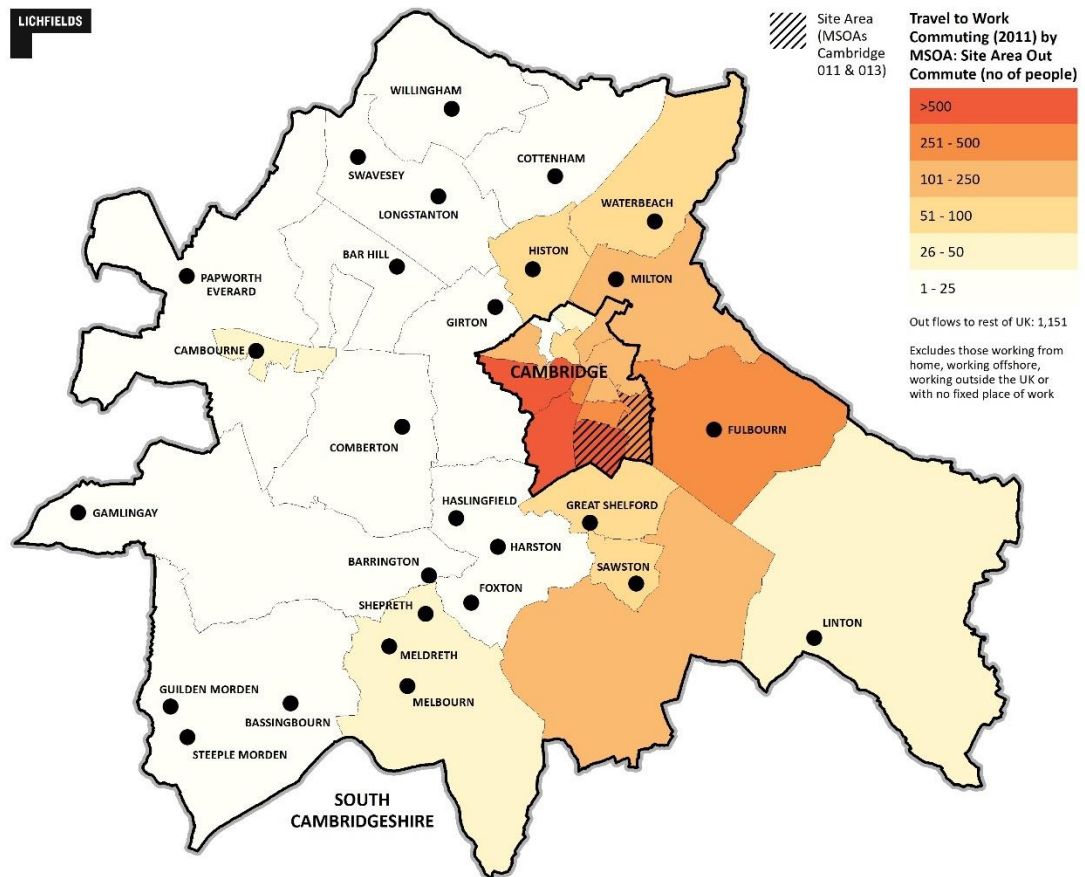 LICHFIELDS
Site Area
(MSOAs
Cambridge
011 & 013)
Travel to Work
Commuting (2011) by
MSOA: Site Area Out
Commute (no of people)
>500
251 - 500
101 - 250
51 - 100
26 - 50
1 - 25
Out flows to rest of UK: 1,151
Excludes those working from
home, working offshore,
working outside the UK or
with no fixed place of work
WILLINGHAM
SWAVESEY
COTTENHAM
LONGSTANTON
WATERBEACH
BAR HILL
HISTON
PAPWORTH
EVERARD
MILTON
GIRTON
CAMBOURNE
CAMBRIDGE
COMBERTON
FULBOURN
HASLINGFIELD
GREAT SHELFORD
GAMLINGAY
HARSTON
BARRINGTON
SAWSTON
FOXTON
SHEPRETH
LINTON
MELDRETH
GUILDEN MORDEN
MELBOURN
BASSINGBOURN
STEEPLE MORDEN
SOUTH
CAMBRIDGESHIRE